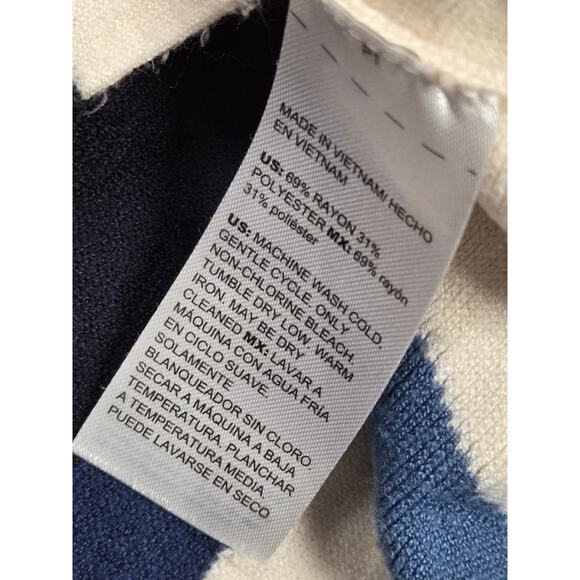 MADE IN VIETNAM/ HECHO
EN VIETNAM
US: 69% RAYON 31%
POLYESTER MX: 69% rayón
31% poliéster
US: MACHINE WASH COLD.
GENTLE CYCLE. ONLY
NON-CHLORINE BLEACH.
TUMBLE DRY LOW. WARM
IRON. MAY BE DRY
CLEANED MX: LAVAR A
MÁQUINA CON AGUA FRÍA
EN CICLO SUAVE.
SOLAMENTE
BLANQUEADOR SIN CLORO.
SECAR A MÁQUINA A BAJA
A TEMPERATURA. PLANCHAR
A TEMPERATURA MEDIA.
PUEDE LAVARSE EN SECO